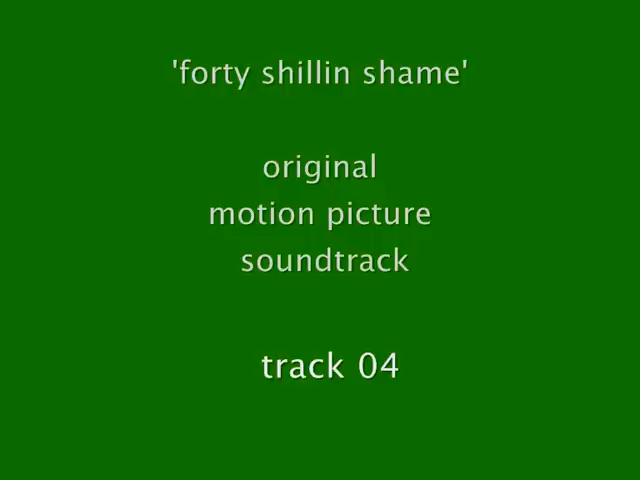 'forty shillin shame'
original
motion picture
soundtrack
track 04